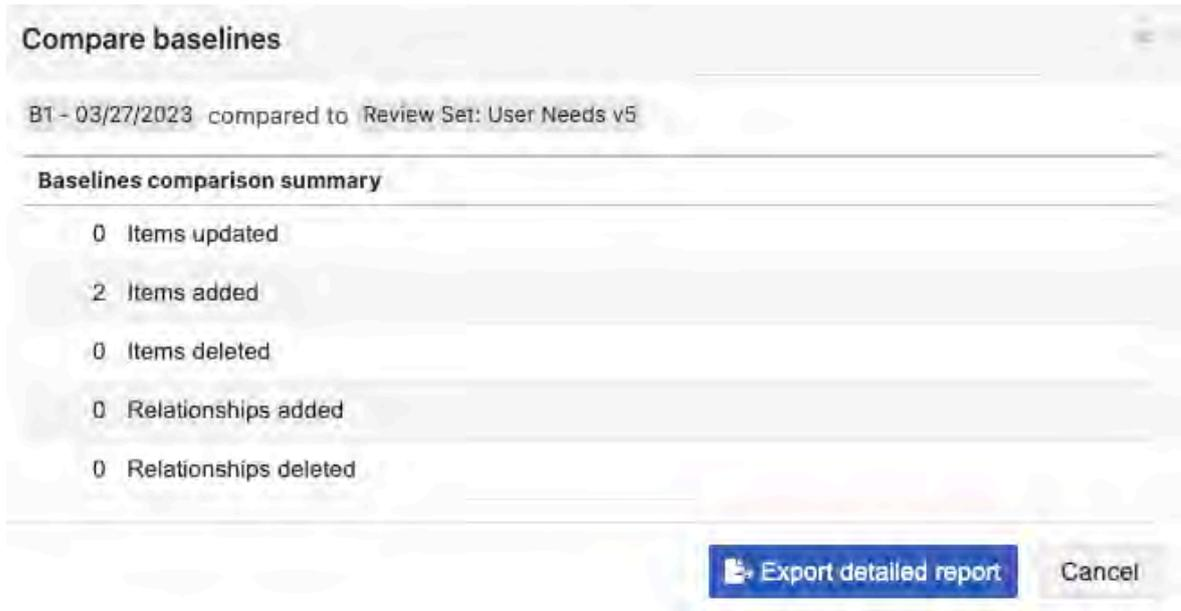 Compare baselines
B1 - 03/27/2023 compared to Review Set: User Needs v5
Baselines comparison summary
0 Items updated
2 Items added
0 Items deleted
0 Relationships added
0 Relationships deleted
Export detailed report Cancel